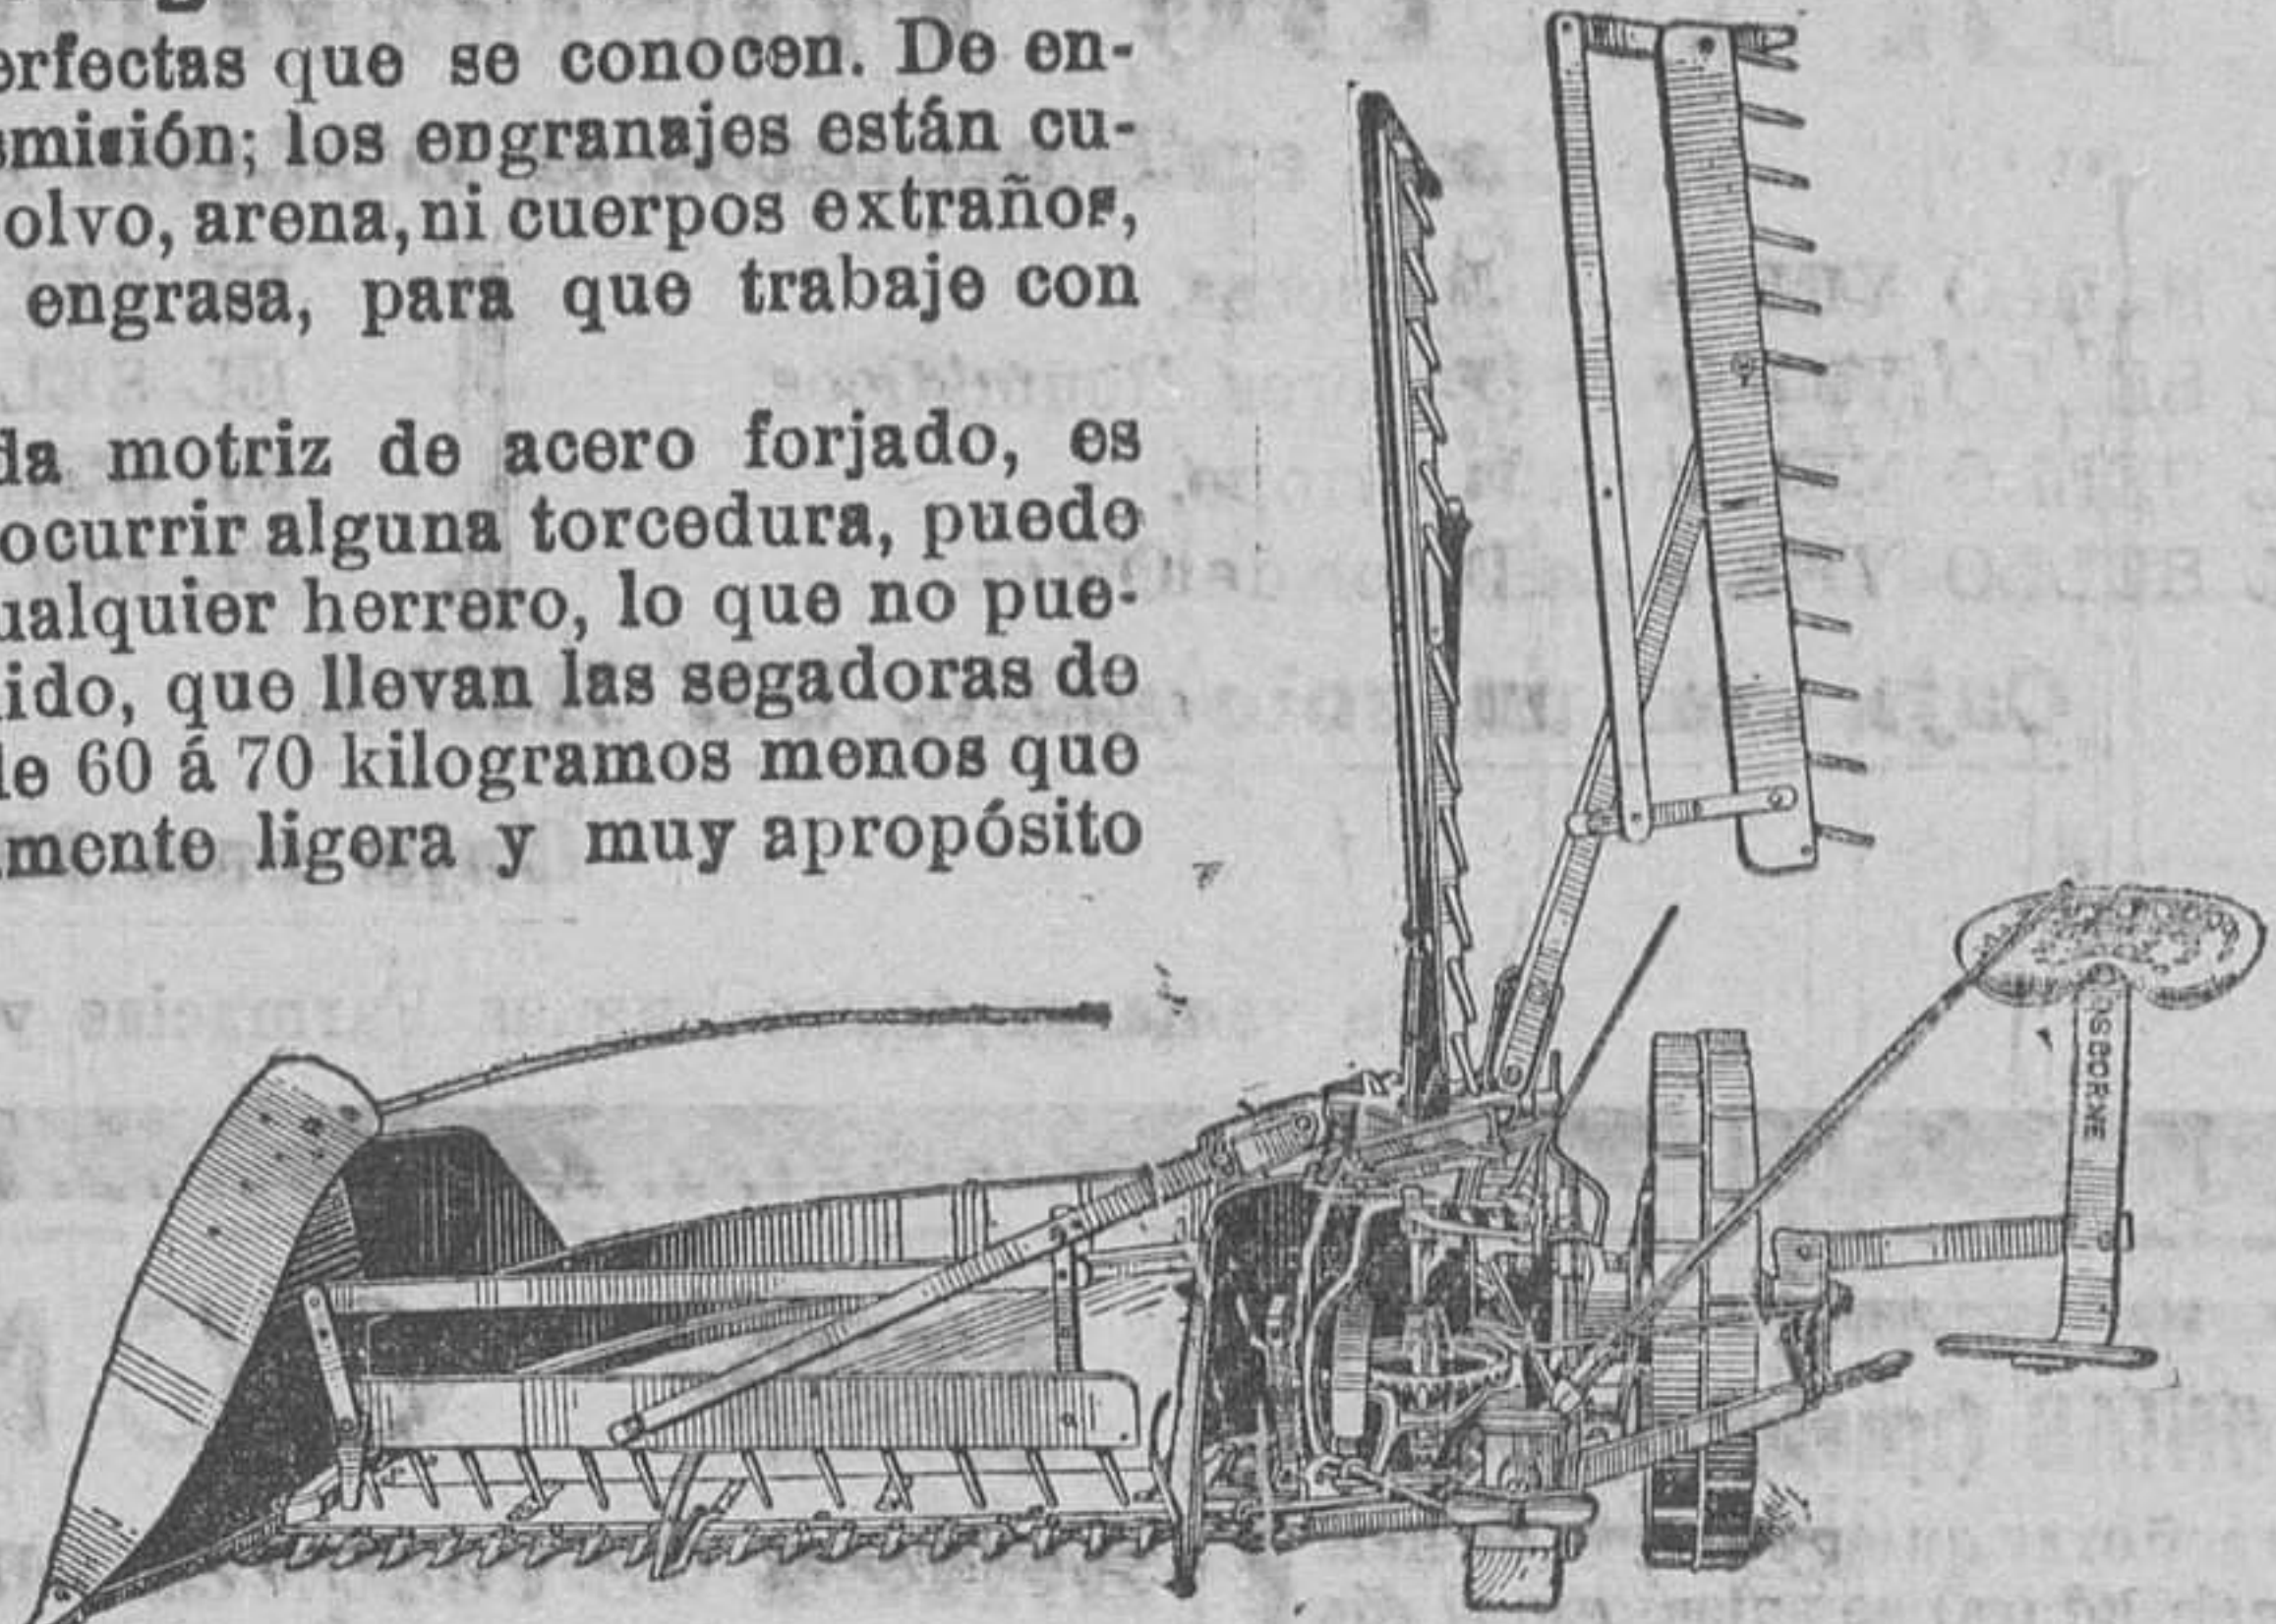 erfectas que se conocen. De en-
smisión; los engranajes están cu-
olvo, arena, ni cuerpos extraños,
engrasa, para que trabaje con
da motriz de acero forjado, es
ocurrir alguna torcedura, puede
ualquier herrero, lo que no pue-
ido, que llevan las segadoras de
le 60 á 70 kilogramos menos que
mente ligera y muy apropósito
OSBORNE